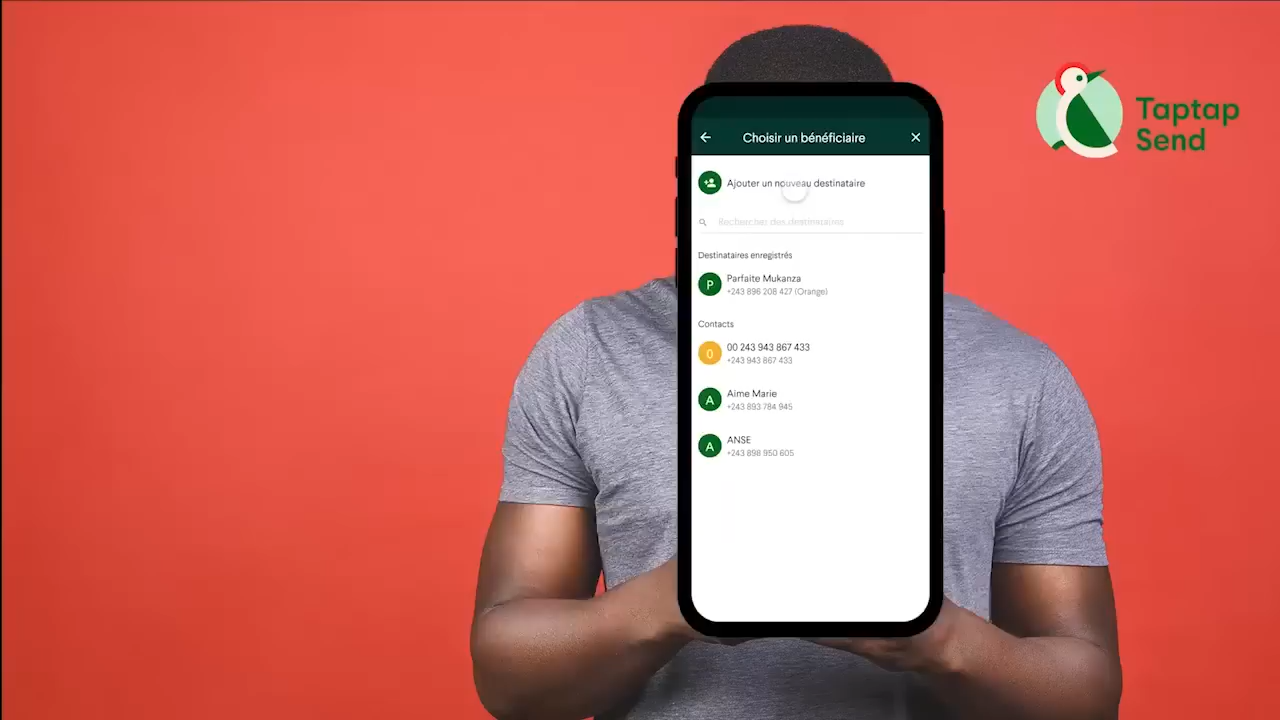 Taptap
Send
Choisir un bénéficiaire
Ajouter un nouveau destinataire
Rechercher des destinataires
Destinataires enregistrés
P
Parfaite Mukanza
+243 896 208 427 (Orange)
Contacts
0
00 243 943 867 433
+243 943 867 433
A
Aime Marie
+243 893 784 945
A
ANSE
+243 898 950 605